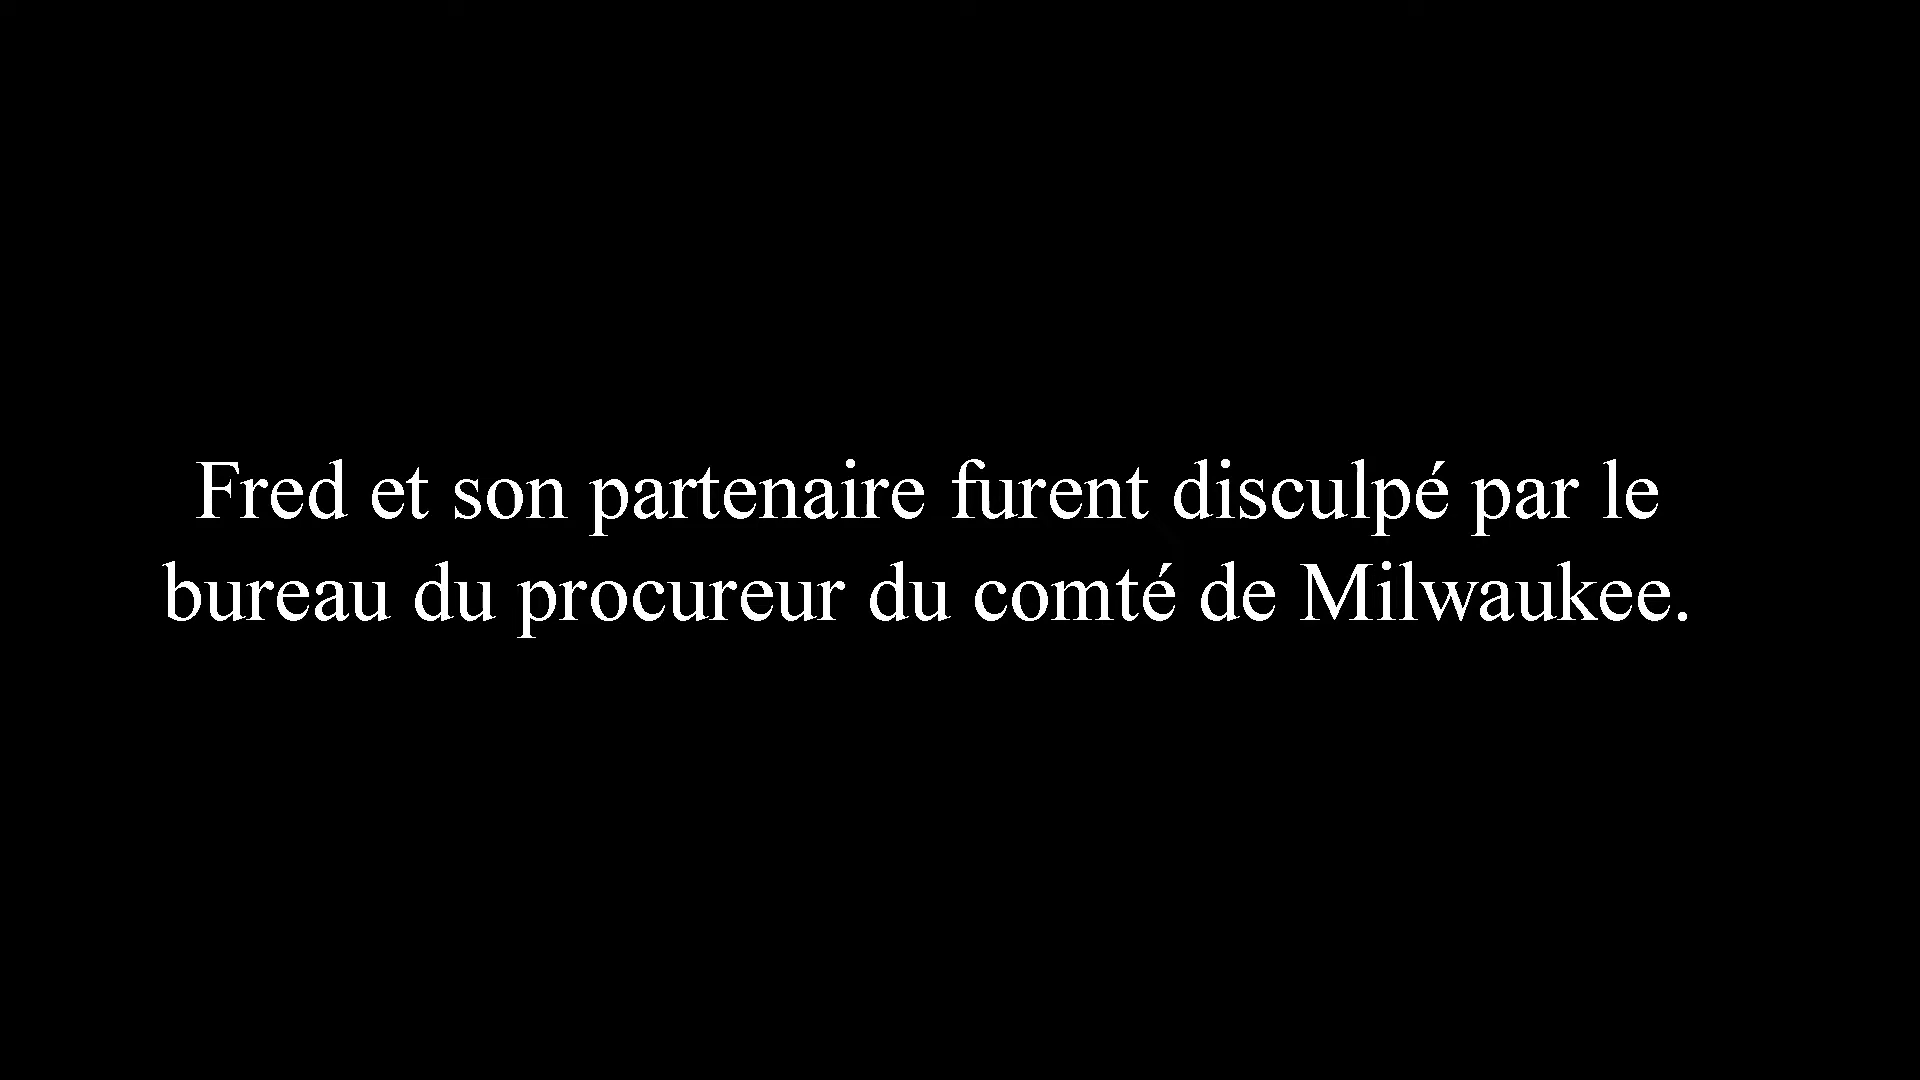 Fred et son partenaire furent disculpé par le
bureau du procureur du comté de Milwaukee.